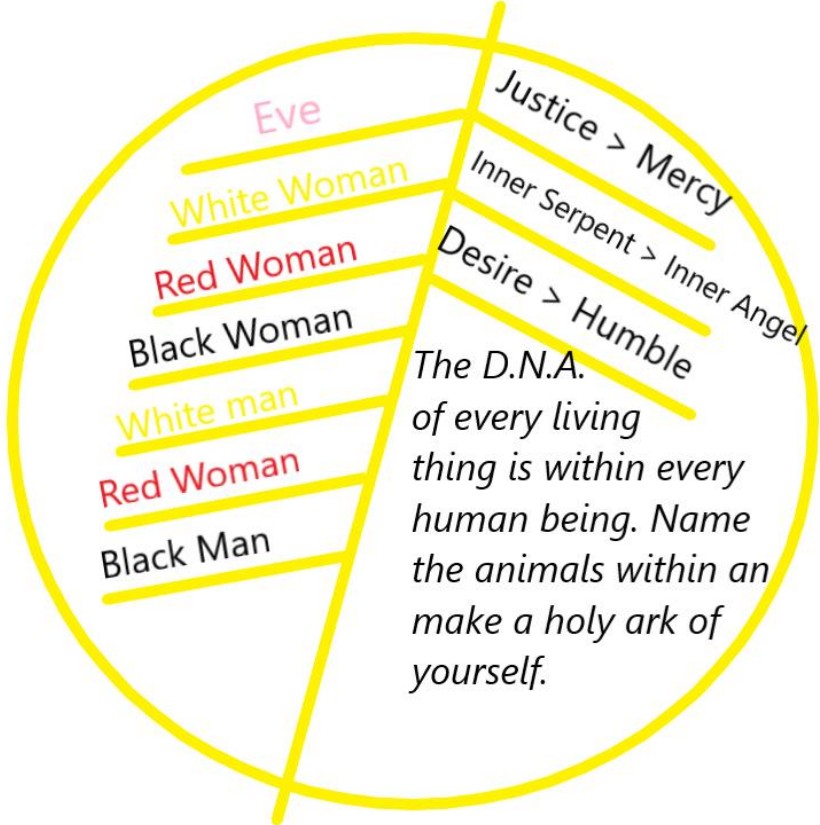 Eve
White Woman
Red Woman
Black Woman
White man
Red Woman
Black Man
Justice > Mercy
Inner Serpent > Inner Angel
Desire > Humble
The D.N.A.
of every living
thing is within every
human being. Name
the animals within an
make a holy ark of
yourself.